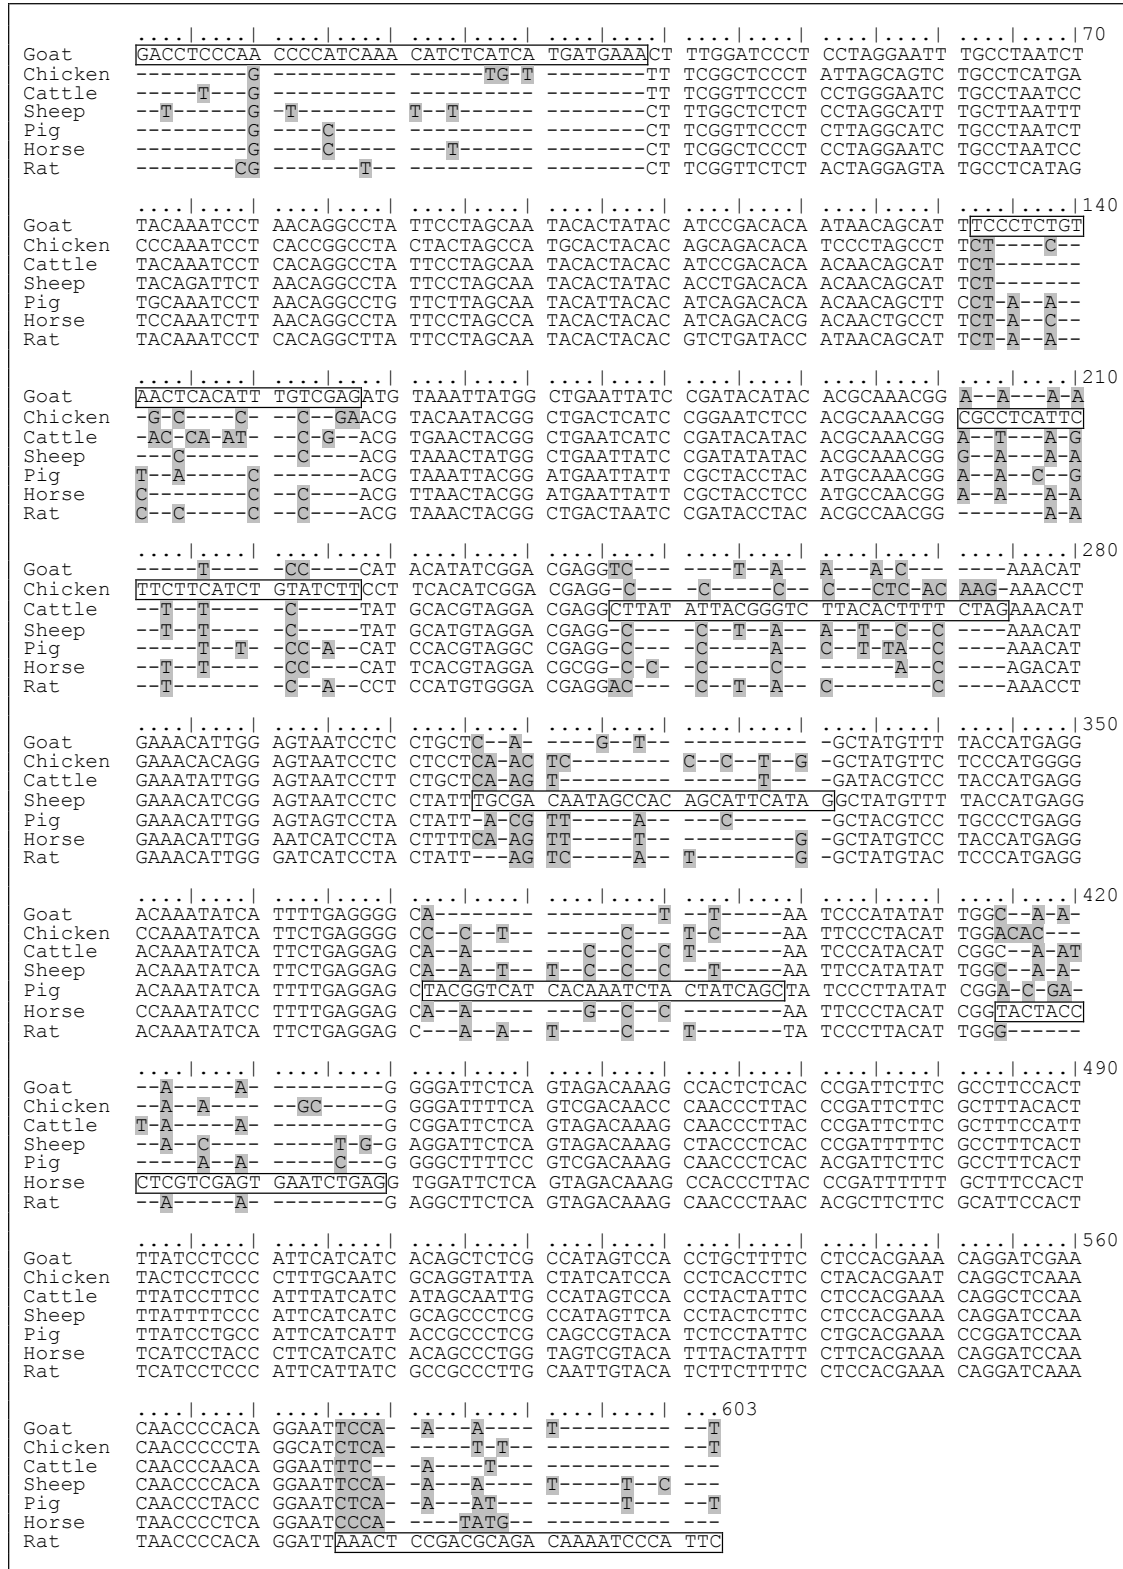 ....|....| ....|....| ....|....| ....|....| ....|....| ....|....| ....|....|70
Goat GACCTCCCAA CCCCATCAAA CATCTCATCA TGATGAAACT TTGGATCCCT CCTAGGAATT TGCCTAATCT
Chicken ---------G ---------- --------TG-T---------TT TCGGCTCCCT ATTAGCAGTC TGCCTCATGA
Cattle -----T---G ---------- ---------- --------TT TCGGTTCCCT CCTGGGAATC TGCCTAATCC
Sheep --T------G --T------- -T--T----- --------CT TTGGCTCTCT CCTAGGCATT TGCTTAATTT
Pig ---------G -----C---- ---------- --------CT TCGGTTCCCT CTTAGGCATC TGCCTAATCT
Horse ---------G -----C---- ----T----- --------CT TCGGCTCCCT CCTAGGAATC TGCCTAATCC
Rat --------CG --------T- ---------- --------CT TCGGTTCTCT ACTAGGAGTA TGCCTCATAG
....|....| ....|....| ....|....| ....|....| ....|....| ....|....| ....|....|140
Goat TACAAATCCT AACAGGCCTA TTCCTAGCAA TACACTATAC ATCCGACACA ATAACAGCAT TTCCCTCTGT
Chicken CCCAAATCCT CACCGGCCTA CTACTAGCCA TGCACTACAC AGCAGACACA TCCCTAGCCT TCT----C--
Cattle TACAAATCCT CACAGGCCTA TTCCTAGCAA TACACTACAC ATCCGACACA ACAACAGCAT TCT-------
Sheep TACAGATTCT AACAGGCCTA TTCCTAGCAA TACACTATAC ACCTGACACA ACAACAGCAT TCT-------
Pig TGCAAATCCT AACAGGCCTG TTCTTAGCAA TACATTACAC ATCAGACACA ACAACAGCTT CCT-A--A--
Horse TCCAAATCTT AACAGGCCTA TTCCTAGCCA TACACTACAC ATCAGACACG ACAACTGCCT TCT-A--C--
Rat TACAAATCCT CACAGGCTTA TTCCTAGCAA TACACTACAC GTCTGATACC ATAACAGCAT TCT-A--A--
....|....| ....|....| ....|....| ....|....| ....|....| ....|....| ....|....|210
Goat AACTCACATT TGTCGAGATG TAAATTATGG CTGAATTATC CGATACATAC ACGCAAACGG A--A---A-A
Chicken -G-C----C- ---C--GAACG TACAATACGG CTGACTCATC CGGAATCTCC ACGCAAACGG CGCCTCATTC
Cattle -AC-CA-AT- ---C-G--ACG TGAACTACGG CTGAATCATC CGATACATAC ACGCAAACGG A--T---A-G
Sheep ---C------ ---C---ACG TAAACTATGG CTGAATTATC CGATATATAC ACGCAAACGG G--A---A-A
Pig T--A-----C -------ACG TAAATTACGG ATGAATTATT CGCTACCTAC ATGCAAACGG A--A--C--G
Horse C--------C ---C---ACG TTAACTACGG ATGAATTATT CGCTACCTCC ATGCCAACGG A--A---A-A
Rat C--C-----C ---C---ACG TAAACTACGG CTGACTAATC CGATACCTAC ACGCCAACGG -------A-A
....|....| ....|....| ....|....| ....|....| ....|....| ....|....| ....|....|280
Goat -----T---- --CC----CAT ACATATCGGA CGAGGTC--- ----T--A-- A---AC---- ----AAACAT
Chicken TTCTTCATCT GTATCTTCCT TCACATCGGA CGAGG-C--- --C-----C- --C--CTC-AC AAG-AAACCT
Cattle --T--T---- --C-----TAT GCACGTAGGA CGAGGCTTAT ATTACGGGTC TTACACTTTT CTAGAAACAT
Sheep --T--T---- --C-----TAT GCATGTAGGA CGAGG-C--- --C--T--A- -A--T--C-- C---AAACAT
Pig -----T--T- --CC-A--CAT CCACGTAGGC CGAGG-C--- --C-----A- -C--T-TA-- C---AAACAT
Horse --T--T---- --CC----CAT TCACGTAGGA CGCGG-C-C- --C-----C- ------A--C ----AGACAT
Rat --T------- --C--A--CCT CCATGTGGGA CGAGGAC--- --C--T--A- --C------- C---AAACCT
....|....| ....|....| ....|....| ....|....| ....|....| ....|....| ....|....|350
Goat GAAACATTGG AGTAATCCTC CTGCTC--A- ---G--T--- ---------- -GCTATGTTT TACCATGAGG
Chicken GAAACACAGG AGTAATCCTC CTCCTCA-AC TC-------- C--C--T--G -GGCTATGTTC TCCCATGGGG
Cattle GAAATATTGG AGTAATCCTT CTGCTCA-AGT T--------- ------T--- -GATACGTCC TACCATGAGG
Sheep GAAACATCGG AGTAATCCTC CTATTTGCGA CAATAGCCAC AGCATTCATAG GCTATGTTT TACCATGAGG
Pig GAAACATTGG AGTAGTCCTA CTATT-A-CG TT-----A-- ---C------ -GCTACGTCC TGCCCTGAGG
Horse GAAACATTGG AATCATCCTA CTTTTCA-AG TT-----T-- ---------G -GCTATGTCC TACCATGAGG
Rat GAAACATTGG GATCATCCTA CTATT---AG TC-----A-- T--------G -GCTATGTAC TCCCATGAGG
....|....| ....|....| ....|....| ....|....| ....|....| ....|....| ....|....|420
Goat ACAAATATCA TTTTGAGGGG CA-------- ---------T ---T-----AA TCCCATATAT TGGC--A-A-
Chicken CCAAATATCA TTCTGAGGGG CC--C--T-- ------C--- -T-C-----AA TTCCCTACAT TGGACAC---
Cattle ACAAATATCA TTCTGAGGAG CA--A----- ---C--C--C T--------AA TCCCATACAT CGGC--A-AT
Sheep ACAAATATCA TTCTGAGGAG CA--A--T-- T--C--C--C ---T-----AA TTCCATATAT TGGC--A-A-
Pig ACAAATATCA TTTTGAGGAG CTACGGTCAT CACAAATCTA CTATCAGCTA TCCCTTATAT CGGA-C-GA-
Horse CCAAATATCC TTTTGAGGAG CA--A----- ---G--C--C ---------AA TTCCCTACAT CGGTACTACC
Rat ACAAATATCA TTCTGAGGAG C---A--A-- T-----C--- -T-------TA TCCCTTACAT TGGG------
....|....| ....|....| ....|....| ....|....| ....|....| ....|....| ....|....|490
Goat --A-----A- ---------G GGGATTCTCA GTAGACAAAG CCACTCTCAC CCGATTCTTC GCCTTCCACT
Chicken --A--A---- ---GC-----G GGGATTTTCA GTCGACAACC CAACCCTTAC CCGATTCTTC GCTTTACACT
Cattle T-A-----A- ---------G GCGGATTCTCA GTAGACAAAG CAACCCTTAC CCGATTCTTC GCTTTCCATT
Sheep --A--C---- ------T-G-G AGGATTCTCA GTAGACAAAG CTACCCTCAC CCGATTTTTC GCCTTTCACT
Pig -----A--A- ------C---G GGGCTTTTCC GTCGACAAAG CAACCCTCAC ACGATTCTTC GCCTTTCACT
Horse CTCGTCGAGT GAATCTGAGG TGGATTCTCA GTAGACAAAG CCACCCTTAC CCGATTTTTT GCTTTCCACT
Rat --A-----A- ---------G GAGGCTTCTCA GTAGACAAAG CAACCCTAAC ACGCTTCTTC GCATTCCACT
....|....| ....|....| ....|....| ....|....| ....|....| ....|....| ....|....|560
Goat TTATCCTCCC ATTCATCATC ACAGCTCTCG CCATAGTCCA CCTGCTTTTC CTCCACGAAA CAGGATCGAA
Chicken TACTCCTCCC CTTTGCAATC GCAGGTATTA CTATCATCCA CCTCACCTTC CTACACGAAT CAGGCTCAAA
Cattle TTATCCTTCC ATTTATCATC ATAGCAATTG CCATAGTCCA CCTACTATTC CTCCACGAAA CAGGCTCCAA
Sheep TTATTTTCCC ATTCATCATC GCAGCCCTCG CCATAGTTCA CCTACTCTTC CTCCACGAAA CAGGATCCAA
Pig TTATCCTGCC ATTCATCATT ACCGCCCTCG CAGCCGTACA TCTCCTATTC CTGCACGAAA CCGGATCCAA
Horse TCATCCTACC CTTCATCATC ACAGCCCTGG TAGTCGTACA TTTACTATTT CTTCACGAAA CAGGATCCAA
Rat TCATCCTCCC ATTCATTATC GCCGCCCTTG CAATTGTACA TCTTCTTTTC CTCCACGAAA CAGGATCAAA
....|....| ....|....| ....|....| ....|....| ...603
Goat CAACCCCACA GGAATTCCA- -A---A---- T--------- --T
Chicken CAACCCCCTA GGCATCTCA- -----T-T-- ---------- --T
Cattle CAACCCAACA GGAATTTC-- -A----T--- ---------- ---
Sheep CAACCCCACA GGAATTCCA- -A---A---- T-----T--C ---
Pig CAACCCTACC GGAATCTCA- -A---AT--- ------T--- --T
Horse TAACCCCTCA GGAATCCCA- ----TATG-- ---------- ---
Rat TAACCCCACA GGATTAAACT CCGACGCAGA CAAAATCCCA TTC